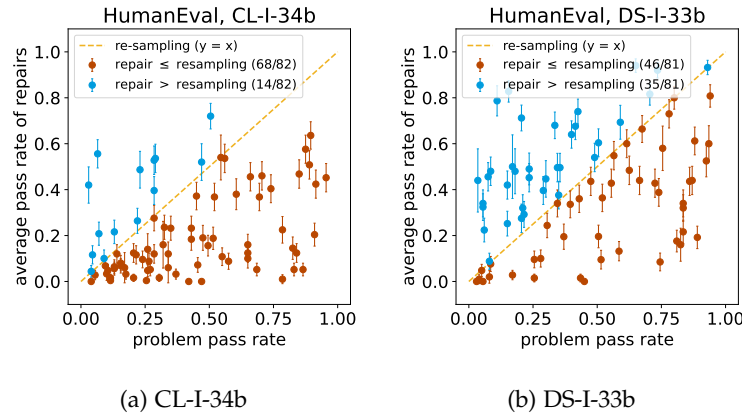 HumanEval, CL-I-34b
average pass rate of repairs
1.0
0.8
0.6
0.4
0.2
0.0
re-sampling (y = x)
repair ≤ resampling (68/82)
repair > resampling (14/82)
0.00
0.25
0.50
0.75
1.00
problem pass rate
(a) CL-I-34b
HumanEval, DS-I-33b
average pass rate of repairs
1.0
0.8
0.6
0.4
0.2
0.0
re-sampling (y = x)
repair ≤ resampling (46/81)
repair > resampling (35/81)
0.00
0.25
0.50
0.75
1.00
problem pass rate
(b) DS-I-33b